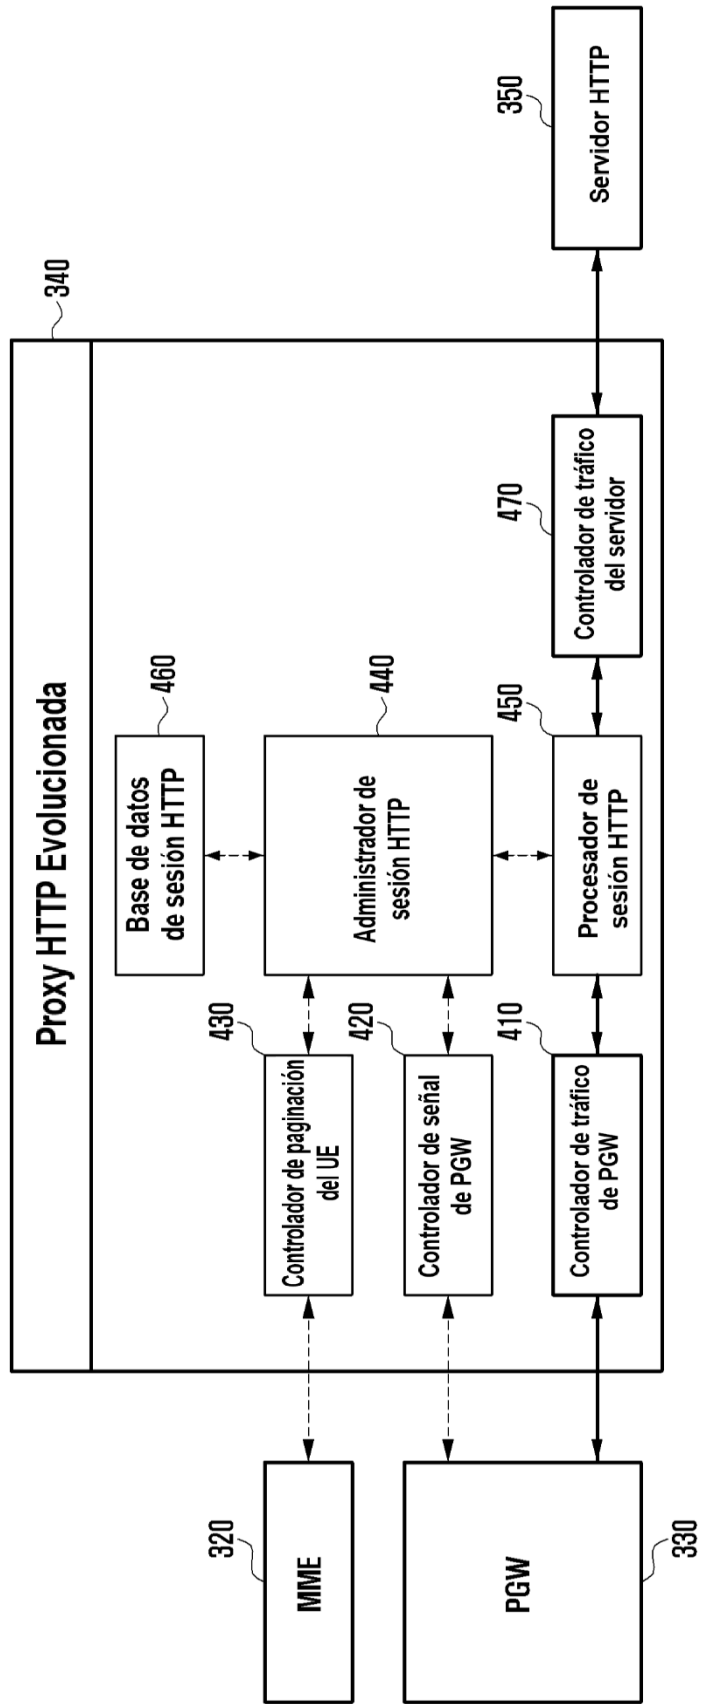 Proxy HTTP Evolucionada
340
Base de datos
de sesión HTTP
460
MME
320
Controlador de paginación
del UE
430
Administrador de
sesión HTTP
440
Controlador de señal
de PGW
420
PGW
330
Controlador de tráfico
de PGW
410
Procesador de
sesión HTTP
450
Controlador de tráfico
del servidor
470
Servidor HTTP
350